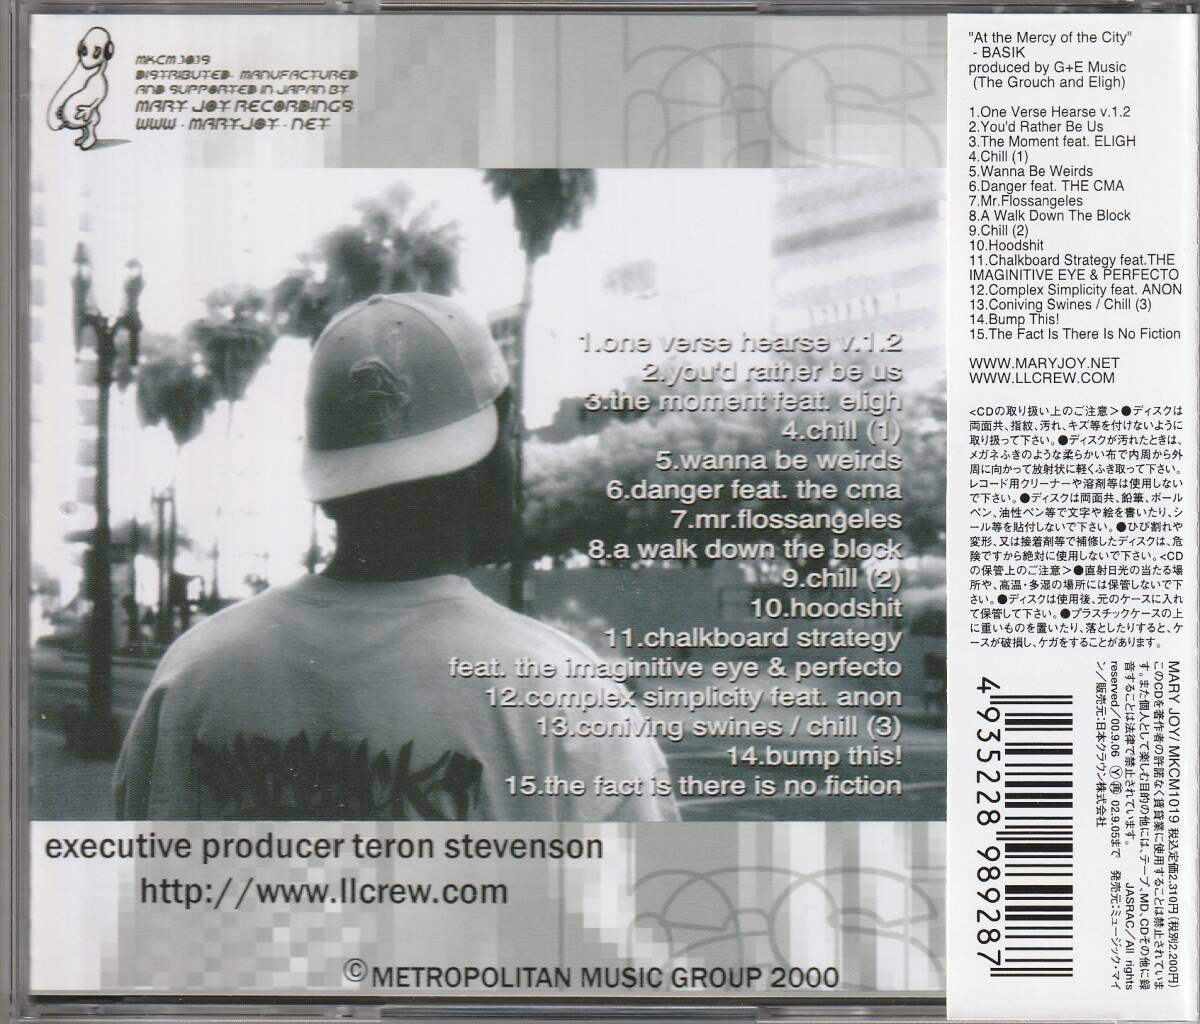 MKCM 1019
DISTRIBUTED· MANUFACTURED
AND SUPPORTED IN JAPAN BY
MARY JOY RECORDINGS
WWW · MARYJOY · NET
1.one verse hearse v.1.2
2.you'd rather be us
3.the moment feat. eligh
4.chill (1)
5.wanna be weirds
6.danger feat. the cma
7.mr.flossangeles
8.a walk down the block
9.chill (2)
10.hoodshit
11.chalkboard strategy
feat. the imaginitive eye & perfecto
12.complex simplicity feat. anon
13.coniving swines / chill (3)
14.bump this!
15.the fact is there is no fiction
executive producer teron stevenson
http://www.llcrew.com
©METROPOLITAN MUSIC GROUP 2000
"At the Mercy of the City"
- BASIK
produced by G+E Music
(The Grouch and Eligh)
1.One Verse Hearse v.1.2
2.You'd Rather Be Us
3.The Moment feat. ELIGH
4.Chill (1)
5.Wanna Be Weirds
6.Danger feat. THE CMA
7.Mr.Flossangeles
8.A Walk Down The Block
9.Chill (2)
10.Hoodshit
11.Chalkboard Strategy feat.THE
IMAGINITIVE EYE & PERFECTO
12.Complex Simplicity feat. ANON
13.Coniving Swines / Chill (3)
14.Bump This!
15.The Fact Is There Is No Fiction
WWW.MARYJOY.NET
WWW.LLCREW.COM
<CDの取り扱い上のご注意>●ディスクは
両面共、指紋、汚れ、キズ等を付けないように
取り扱って下さい。●ディスクが汚れたときは、
メガネふきのような柔らかい布で内周から外
周に向かって放射状に軽くふき取って下さい。
レコード用クリーナーや溶剤等は使用しない
で下さい。●ディスクは両面共、鉛筆、ボール
ペン、油性ペン等で文字や絵を書いたり、シ
ール等を貼付しないで下さい。●ひび割れや
変形、又は接着剤等で補修したディスクは、危
険ですから絶対に使用しないで下さい。<CD
の保管上のご注意>●直射日光の当たる場
所や、高温・多湿の場所には保管しないで下
さい。●ディスクは使用後、元のケースに入れ
て保管して下さい。●プラスチックケースの上
に重いものを置いたり、落としたりすると、ケ
ースが破損し、ケガをすることがあります。
MARY JOY/ MKCM1019 税込定価2,310円(税別2,200円)
このCDを著作者の許諾なく賃貸業に使用することは禁止されていま
す。また個人として楽しむ目的の他には、テープ、MD、CDその他に録
音することは法律で禁止されています。 JASRAC/All rights
reserved/00.9.06 Ⓨ 02.9.05まで 発売元:ミュージック・マイ
ン/販売元:日本クラウン株式会社
4935228989287